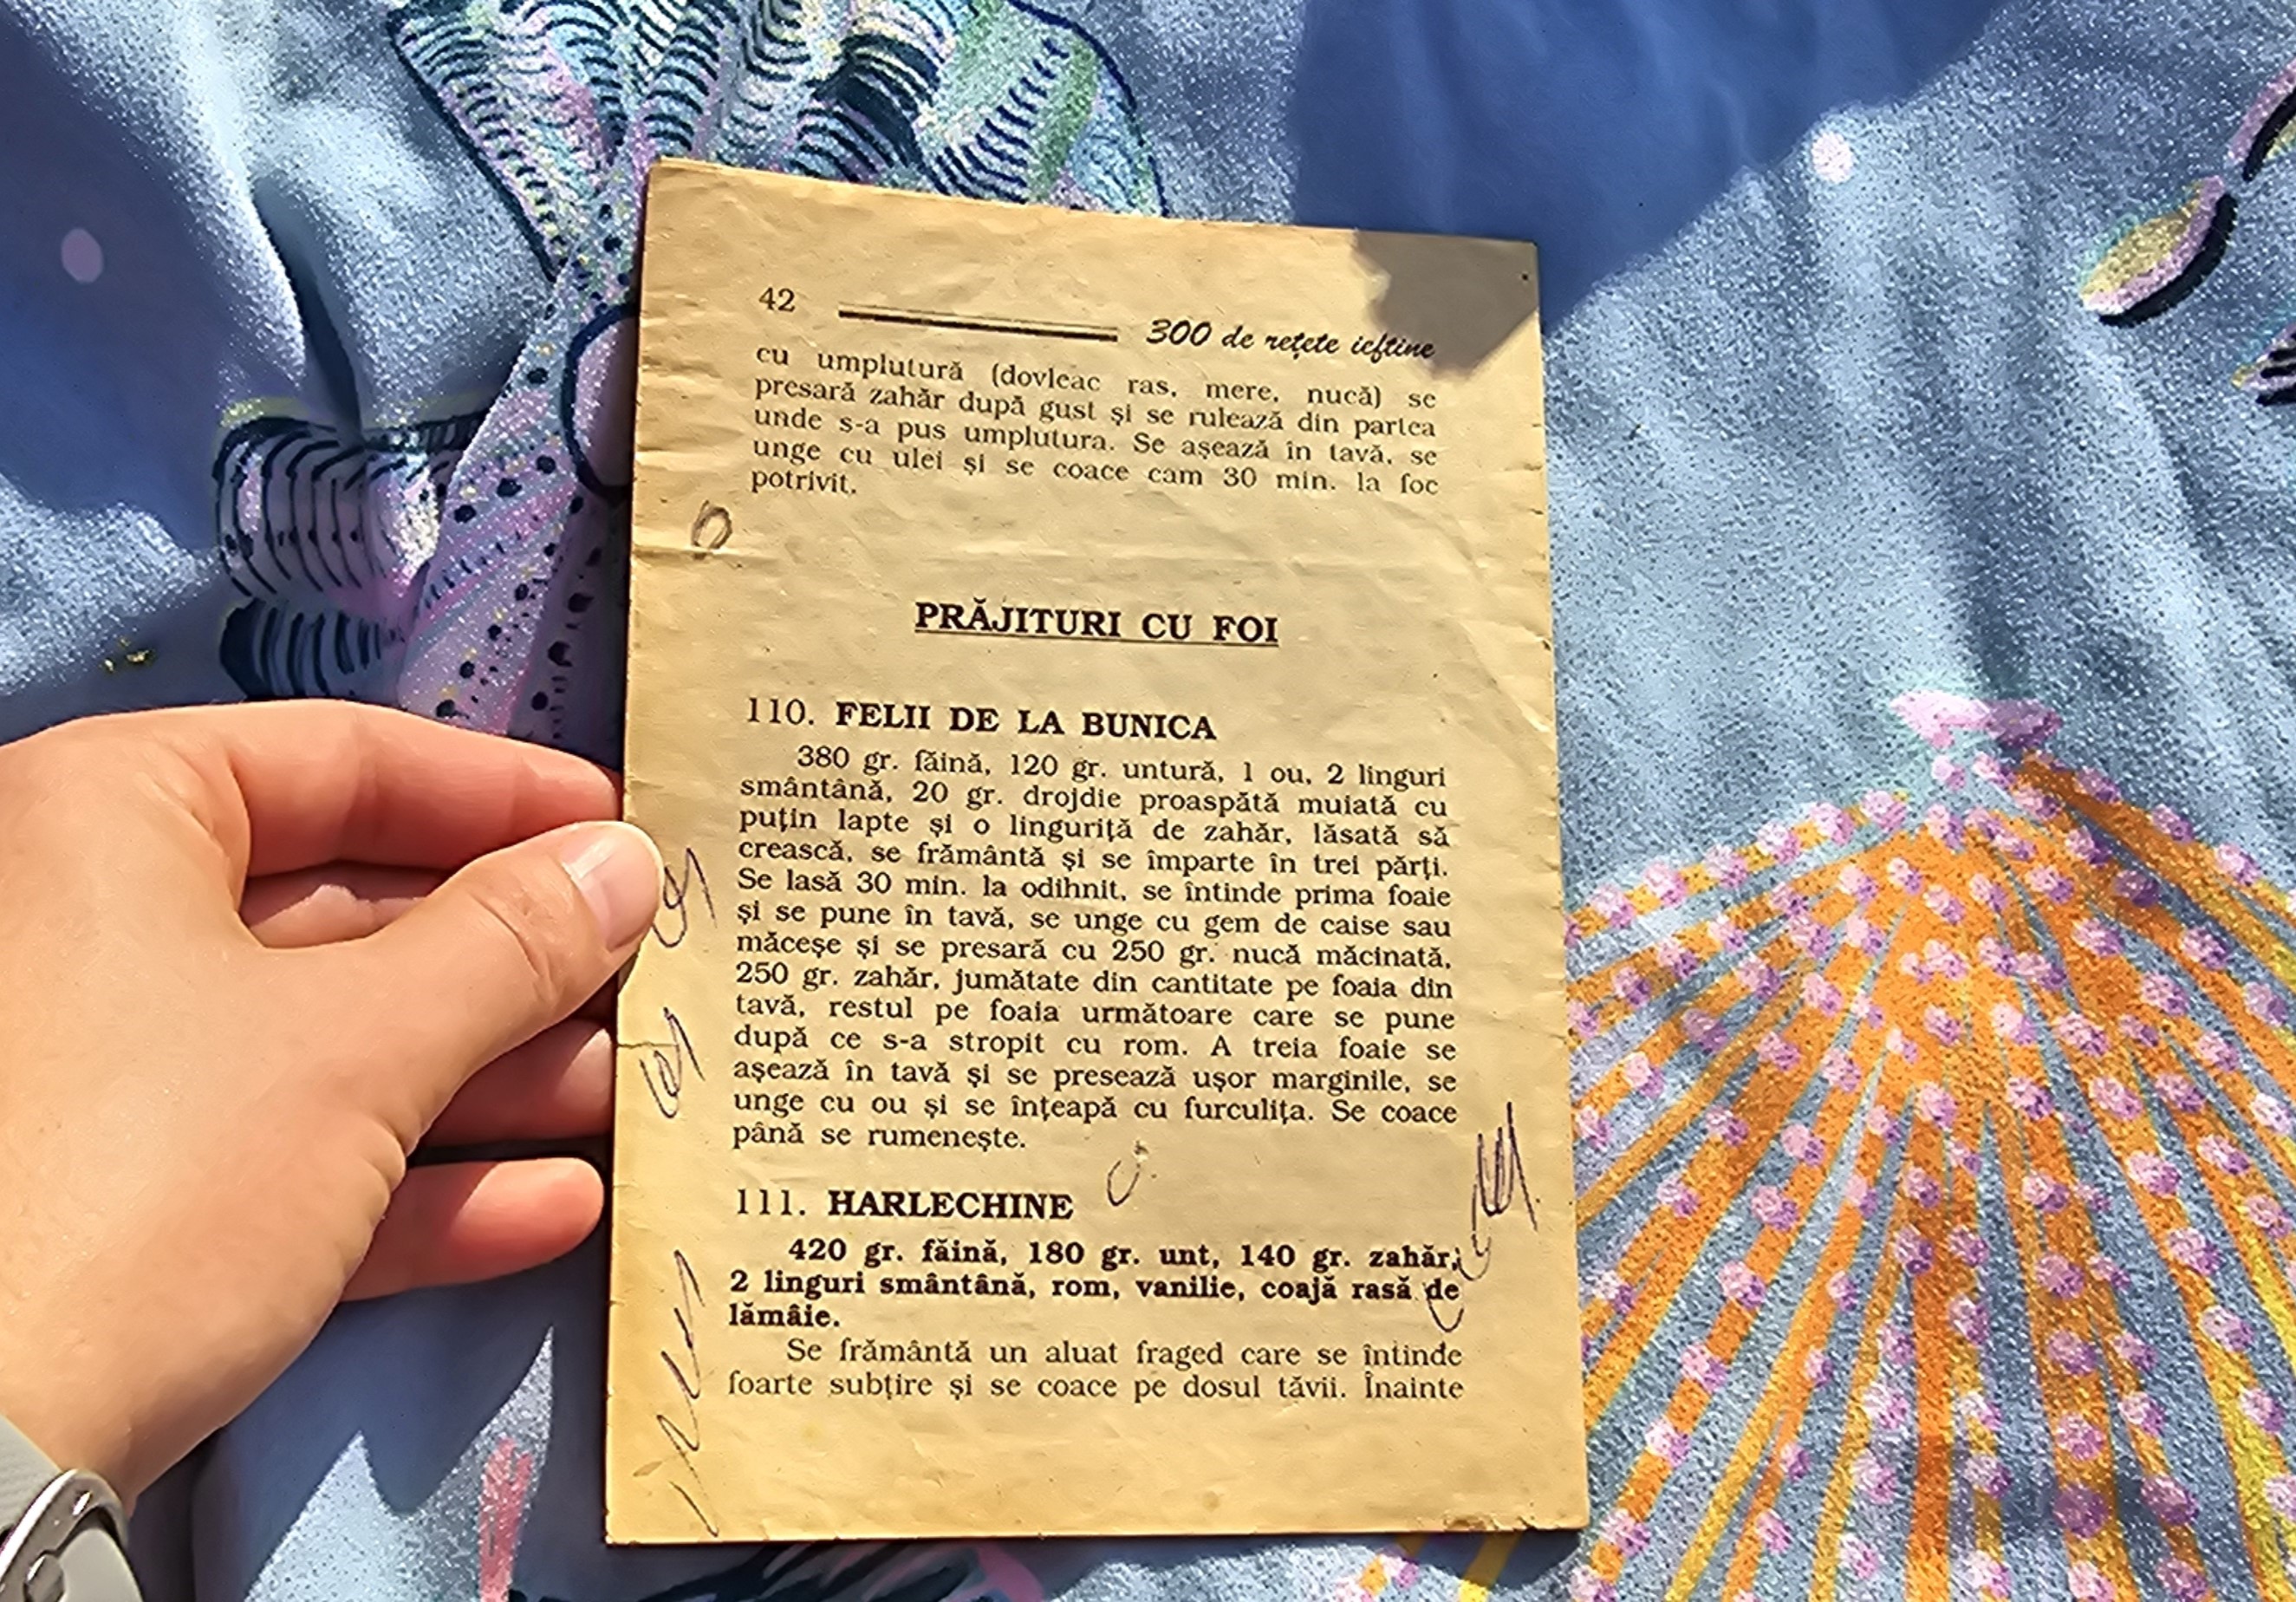 42
300 de rețete ieftine
cu umplutură (dovleac ras, mere, nucă) se
presară zahăr după gust și se rulează din partea
unde s-a pus umplutura. Se așează în tavă, se
unge cu ulei și se coace cam 30 min. la foc
potrivit.
PRĂJITURI CU FOI
110. FELII DE LA BUNICA
380 gr. făină, 120 gr. untură, 1 ou, 2 linguri
smântână, 20 gr. drojdie proaspătă muiată cu
puțin lapte și o linguriță de zahăr, lăsată să
crească, se frământă și se împarte în trei părți.
Se lasă 30 min. la odihnit, se întinde prima foaie
și se pune în tavă, se unge cu gem de caise sau
măceșe și se presară cu 250 gr. nucă măcinată,
250 gr. zahăr, jumătate din cantitate pe foaia din
tavă, restul pe foaia următoare care se pune
după ce s-a stropit cu rom. A treia foaie se
așează în tavă și se presează ușor marginile, se
unge cu ou și se înțeapă cu furculița. Se coace
până se rumenește.
111. HARLECHINE
420 gr. făină, 180 gr. unt, 140 gr. zahăr,
2 linguri smântână, rom, vanilie, coajă rasă de
lămâie.
Se frământă un aluat fraged care se întinde
foarte subțire și se coace pe dosul tăvii. Înainte